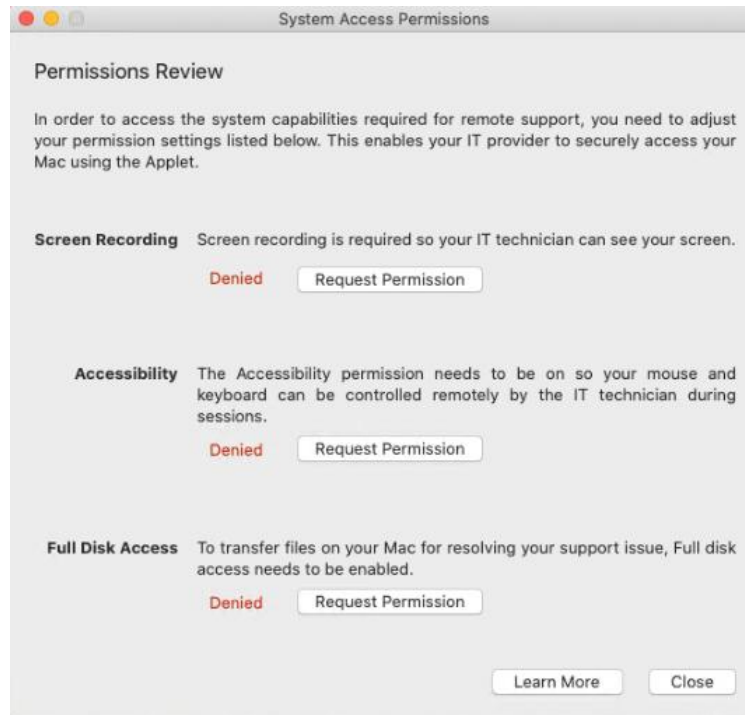 System Access Permissions
Permissions Review
In order to access the system capabilities required for remote support, you need to adjust
your permission settings listed below. This enables your IT provider to securely access your
Mac using the Applet.
Screen Recording Screen recording is required so your IT technician can see your screen.
Denied Request Permission
Accessibility The Accessibility permission needs to be on so your mouse and
keyboard can be controlled remotely by the IT technician during
sessions.
Denied Request Permission
Full Disk Access To transfer files on your Mac for resolving your support issue, Full disk
access needs to be enabled.
Denied Request Permission
Learn More Close